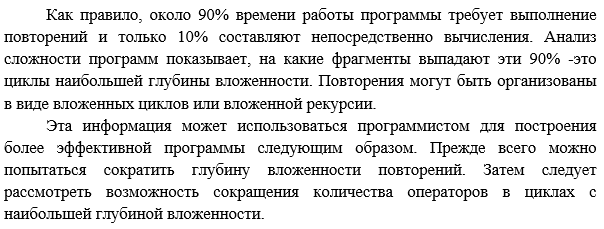 Как правило, около 90% времени работы программы требует выполнение
повторений и только 10% составляют непосредственно вычисления. Анализ
сложности программ показывает, на какие фрагменты выпадают эти 90% -это
циклы наибольшей глубины вложенности. Повторения могут быть организованы
в виде вложенных циклов или вложенной рекурсии.
Эта информация может использоваться программистом для построения
более эффективной программы следующим образом. Прежде всего можно
попытаться сократить глубину вложенности повторений. Затем следует
рассмотреть возможность сокращения количества операторов в циклах с
наибольшей глубиной вложенности.